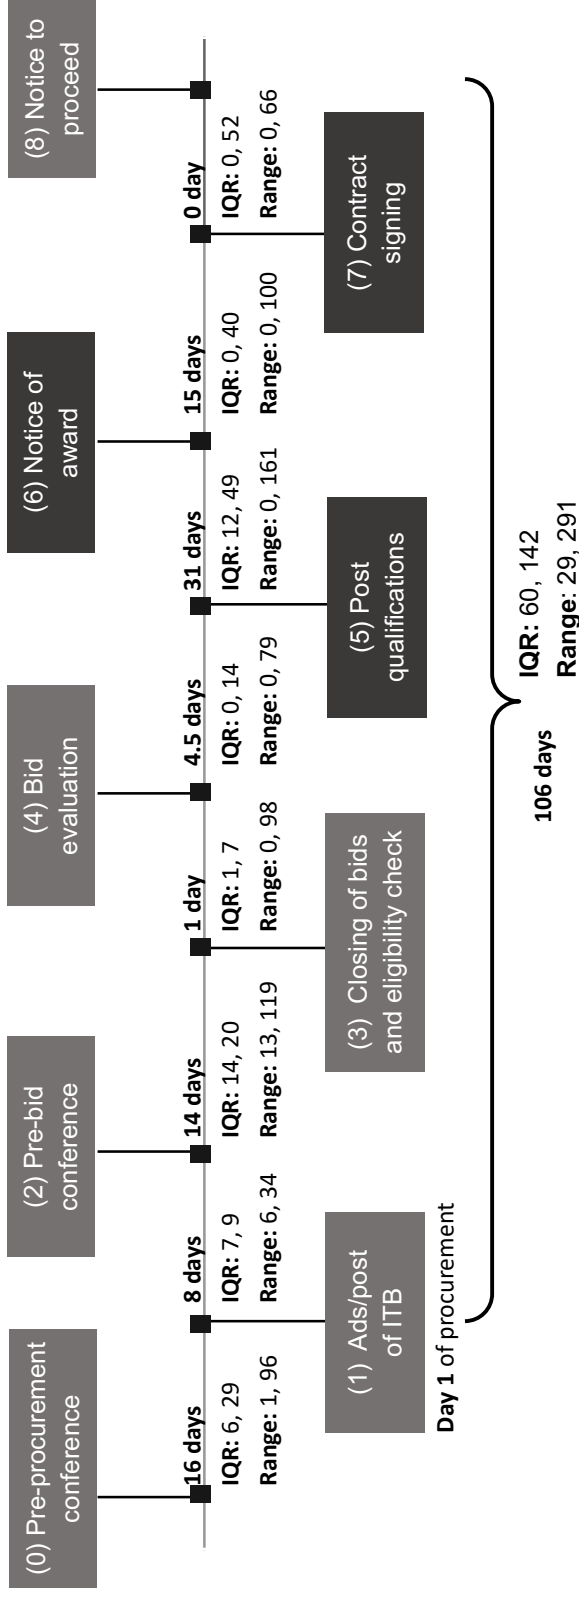 (0) Pre-procurement
conference
(2) Pre-bid
conference
(4) Bid
evaluation
(6) Notice of
award
(8) Notice to
proceed
16 days
IQR: 6, 29
Range: 1, 96
8 days
IQR: 7, 9
Range: 6, 34
14 days
IQR: 14, 20
Range: 13, 119
1 day
IQR: 1, 7
Range: 0, 98
4.5 days
IQR: 0, 14
Range: 0, 79
31 days
IQR: 12, 49
Range: 0, 161
15 days
IQR: 0, 40
Range: 0, 100
0 day
IQR: 0, 52
Range: 0, 66
(1) Ads/post
of ITB
(3) Closing of bids
and eligibility check
(5) Post
qualifications
(7) Contract
signing
Day 1 of procurement
106 days
IQR: 60, 142
Range: 29, 291